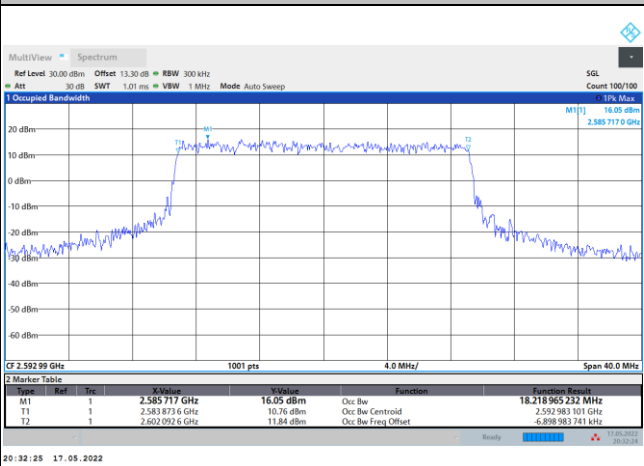 MultiView Spectrum
Ref Level 30.00 dBm Offset 13.30 dB RBW 300 kHz SGL
Att 30 dB SWT 1.01 ms VBW 1 MHz Mode Auto Sweep Count 100/100
1 Occupied Bandwidth 1Pk Max
M1[1] 16.05 dBm
2.585 717 0 GHz
M1
T1
T2
20 dBm
10 dBm
0 dBm
-10 dBm
-20 dBm
-30 dBm
-40 dBm
-50 dBm
-60 dBm
CF 2.592 99 GHz 1001 pts 4.0 MHz/ Span 40.0 MHz
2 Marker Table
Type Ref Trc X-Value Y-Value Function Function Result
M1 1 2.585 717 GHz 16.05 dBm Occ Bw 18.218 965 232 MHz
T1 1 2.583 873 6 GHz 10.76 dBm Occ Bw Centroid 2.592 983 101 GHz
T2 1 2.602 092 6 GHz 11.84 dBm Occ Bw Freq Offset -6.898 983 741 kHz
Ready 17.05.2022
20:32:24
20:32:25 17.05.2022